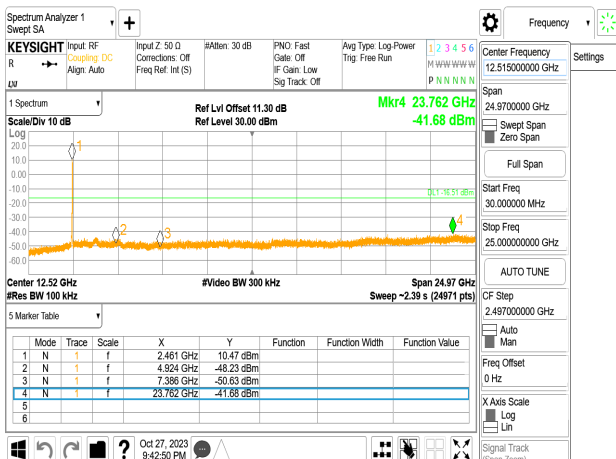 Spectrum Analyzer 1
Swept SA
+
Frequency
KEYSIGHT
R
LXI
Input: RF
Coupling: DC
Align: Auto
Input Z: 50 Ω
Corrections: Off
Freq Ref: Int (S)
#Atten: 30 dB
PNO: Fast
Gate: Off
IF Gain: Low
Sig Track: Off
Avg Type: Log-Power
Trig: Free Run
1 2 3 4 5 6
M W W W W W
P N N N N N
Center Frequency
12.515000000 GHz
Settings
Span
24.9700000 GHz
Swept Span
Zero Span
Full Span
Start Freq
30.000000 MHz
Stop Freq
25.000000000 GHz
AUTO TUNE
CF Step
2.497000000 GHz
Auto
Man
Freq Offset
0 Hz
X Axis Scale
Log
Lin
Signal Track
(Span Zoom)
1 Spectrum
Scale/Div 10 dB
Ref Lvl Offset 11.30 dB
Ref Level 30.00 dBm
Mkr4 23.762 GHz
-41.68 dBm
Log
20.0
10.0
0.00
-10.0
-20.0
-30.0
-40.0
-50.0
-60.0
1
2
3
4
DL1 -16.51 dBm
Center 12.52 GHz
#Video BW 300 kHz
Span 24.97 GHz
#Res BW 100 kHz
Sweep ~2.39 s (24971 pts)
5 Marker Table
Mode Trace Scale X Y Function Function Width Function Value
1 N 1 f 2.461 GHz 10.47 dBm
2 N 1 f 4.924 GHz -48.23 dBm
3 N 1 f 7.386 GHz -50.63 dBm
4 N 1 f 23.762 GHz -41.68 dBm
5
6
?
Oct 27, 2023
9:42:50 PM